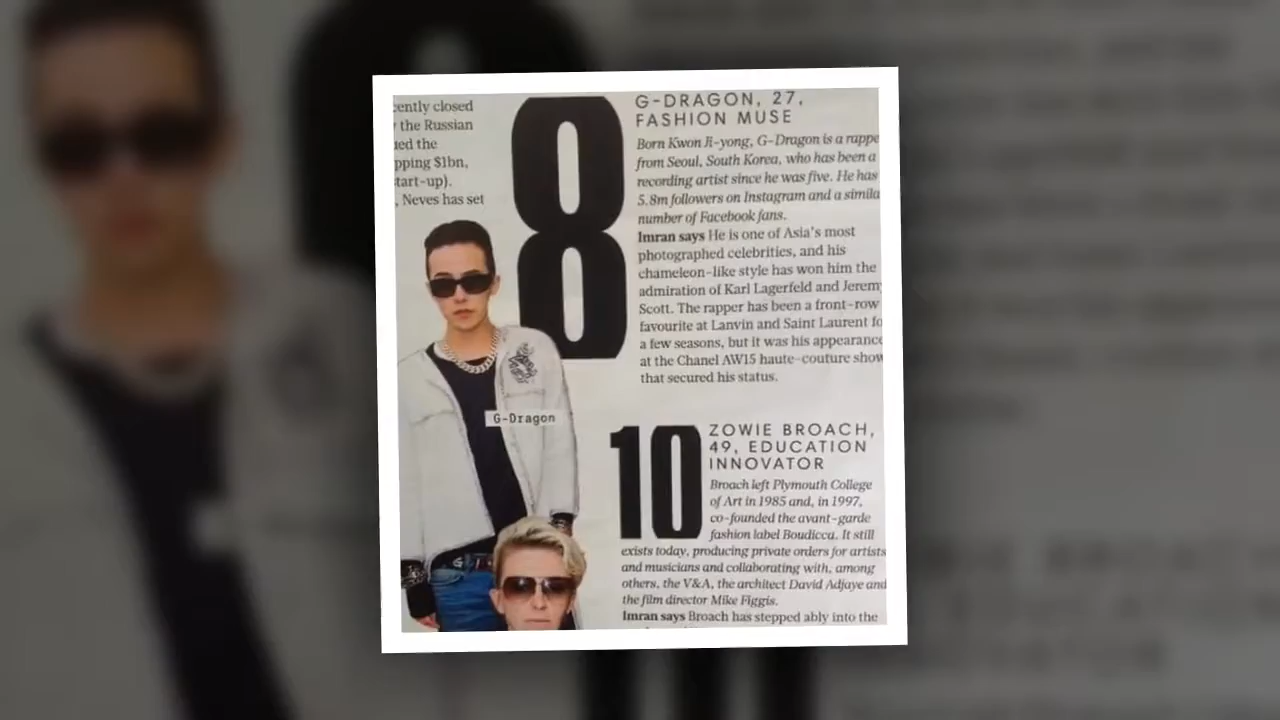 cently closed
the Russian
ued the
pping $1bn,
tart-up).
, Neves has set
8
G-DRAGON, 27,
FASHION MUSE
Born Kwon Ji-yong, G-Dragon is a rappe
from Seoul, South Korea, who has been a
recording artist since he was five. He has
5.8m followers on Instagram and a simila
number of Facebook fans.
Imran says He is one of Asia's most
photographed celebrities, and his
chameleon-like style has won him the
admiration of Karl Lagerfeld and Jeremy
Scott. The rapper has been a front-row
favourite at Lanvin and Saint Laurent fo
a few seasons, but it was his appearance
at the Chanel AW15 haute-couture show
that secured his status.
G-Dragon
10
ZOWIE BROACH,
49, EDUCATION
INNOVATOR
Broach left Plymouth College
of Art in 1985 and, in 1997,
co-founded the avant-garde
fashion label Boudicca. It still
exists today, producing private orders for artists
and musicians and collaborating with, among
others, the V&A, the architect David Adjaye and
the film director Mike Figgis.
Imran says Broach has stepped ably into the